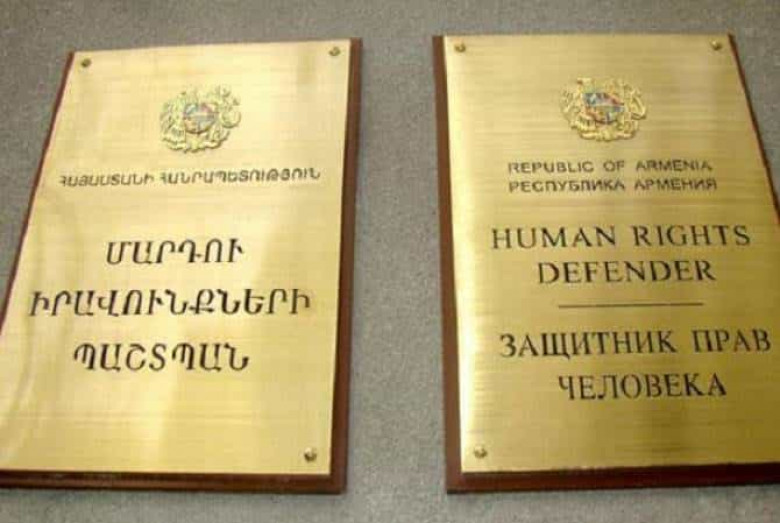 ՀԱՅԱՍՏԱՆԻ ՀԱՆՐԱՊԵՏՈՒԹՅՈՒՆ
ՄԱՐԴՈՒ
ԻՐԱՎՈՒՆՔՆԵՐԻ
ՊԱՇՏՊԱՆ
REPUBLIC OF ARMENIA
РЕСПУБЛИКА АРМЕНИЯ
HUMAN RIGHTS
DEFENDER
ЗАЩИТНИК ПРАВ
ЧЕЛОВЕКА